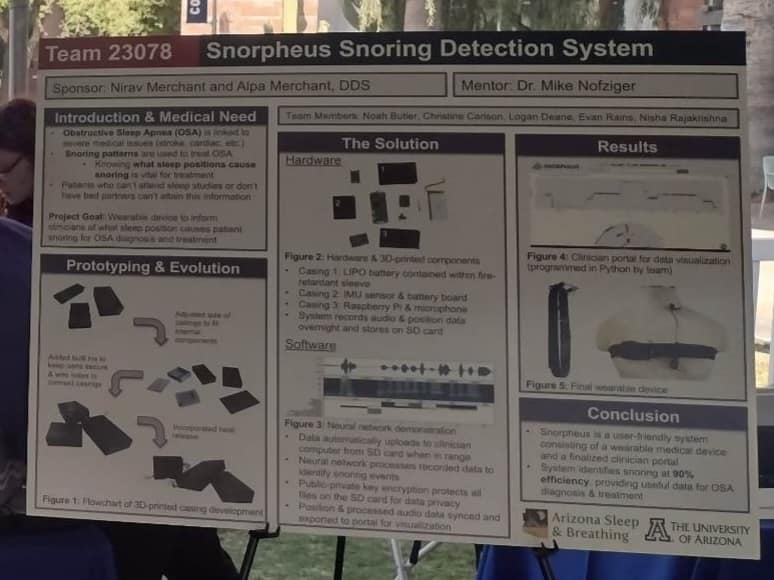 CO
Team 23078 Snorpheus Snoring Detection System
Sponsor: Nirav Merchant and Alpa Merchant, DDS
Mentor: Dr. Mike Nofziger
Team Members: Noah Butler, Christine Carlson, Logan Deane, Evan Rains, Nisha Rajakrishna
Introduction & Medical Need
• Obstructive Sleep Apnea (OSA) is linked to
severe medical issues (stroke, cardiac, etc.)
• Snoring patterns are used to treat OSA
• Knowing what sleep positions cause
snoring is vital for treatment
• Patients who can't attend sleep studies or don't
have bed partners can't attain this information
Project Goal: Wearable device to inform
clinicians of what sleep position causes patient
snoring for OSA diagnosis and treatment
Prototyping & Evolution
Adjusted size of
casings to fit
internal
components
Added built ins to
keep
secure
& wire holes to
connect casings
Incorporated heat
release
Figure 1: Flowchart of 3D-printed casing development
The Solution
Hardware
1
2
3
Figure 2: Hardware & 3D-printed components
• Casing 1: LIPO battery contained within fire-
retardant sleeve
• Casing 2: IMU sensor & battery board
• Casing 3: Raspberry Pi & microphone
• System records audio & position data
overnight and stores on SD card
Software
Figure 3: Neural network demonstration
• Data automatically uploads to clinician
computer from SD card when in range
• Neural network processes recorded data to
identify snoring events
• Public-private key encryption protects all
files on the SD card for data privacy
• Position & processed audio data synced and
exported to portal for visualization
Results
SNORPHEUS
Figure 4: Clinician portal for data visualization
(programmed in Python by team)
Figure 5: Final wearable device
Conclusion
• Snorpheus is a user-friendly system
consisting of a wearable medical device
and a finalized clinician portal
• System identifies snoring at 90%
efficiency, providing useful data for OSA
diagnosis & treatment
Arizona Sleep
& Breathing
A THE UNIVERSITY
OF ARIZONA